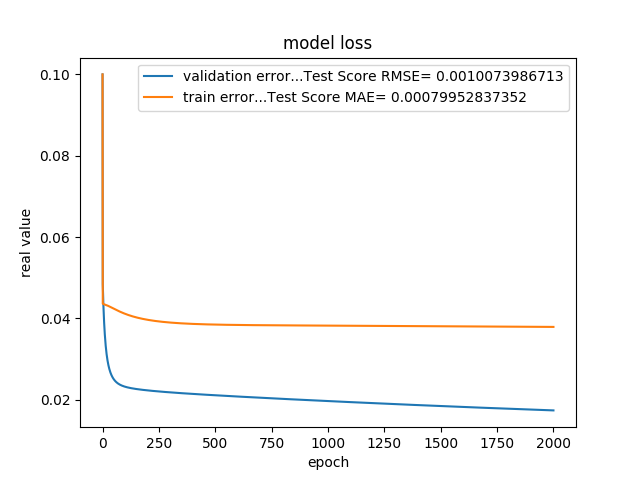 model loss
validation error...Test Score RMSE= 0.0010073986713
train error...Test Score MAE= 0.00079952837352
0.10
0.08
0.06
0.04
0.02
real value
0 250 500 750 1000 1250 1500 1750 2000
epoch